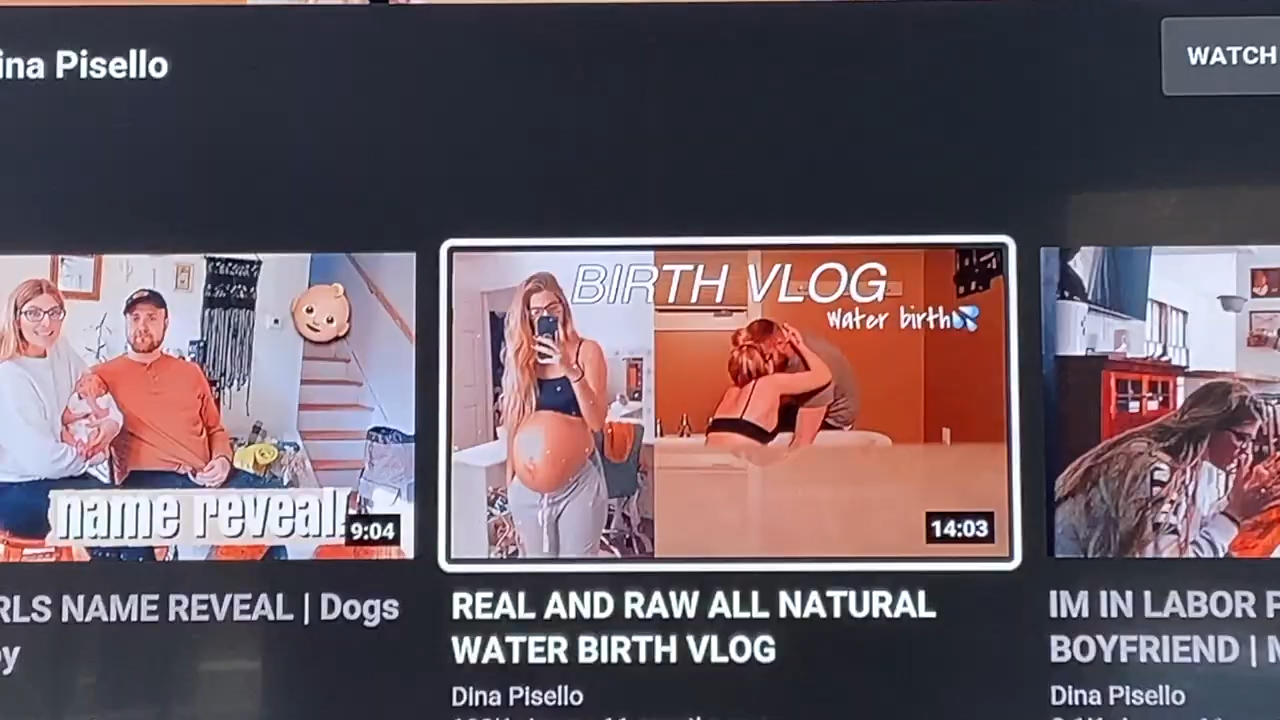 ina Pisello
WATCH
BIRTH VLOG
water birth💦
name reveal!
9:04
14:03
RLS NAME REVEAL | Dogs
REAL AND RAW ALL NATURAL
WATER BIRTH VLOG
IM IN LABOR
BOYFRIEND |
Dina Pisello
Dina Pisello